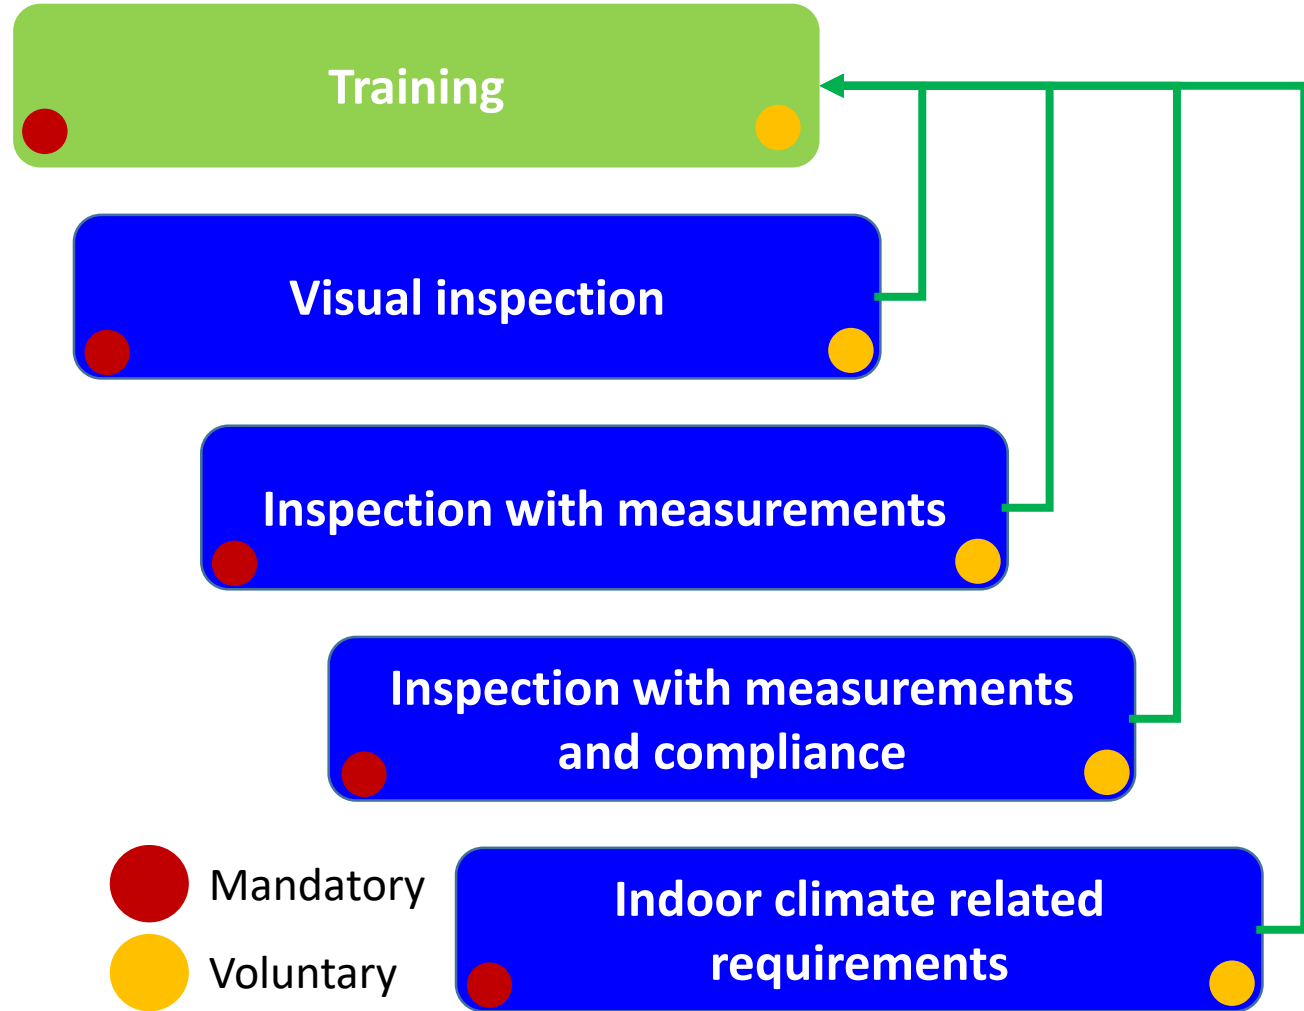 Training
Visual inspection
Inspection with measurements
Inspection with measurements
and compliance
Indoor climate related
requirements
Mandatory
Voluntary